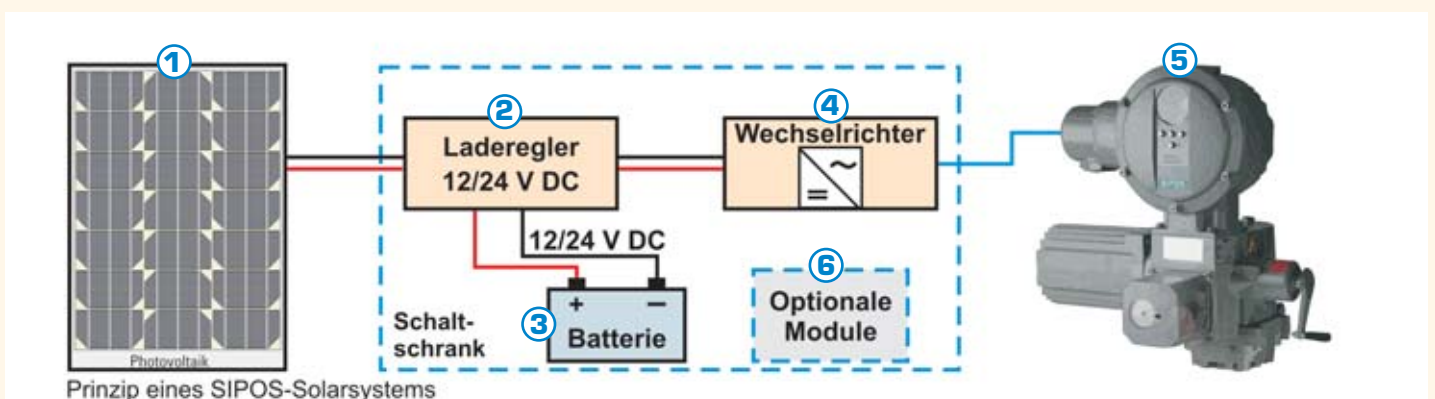 1
2
4
5
Laderegler
12/24 V DC
Wechselrichter
~
=
12/24 V DC
6
Optionale
Module
3
+ −
Batterie
Schalt-
schrank
Photovoltaik
Prinzip eines SIPOS-Solarsystems